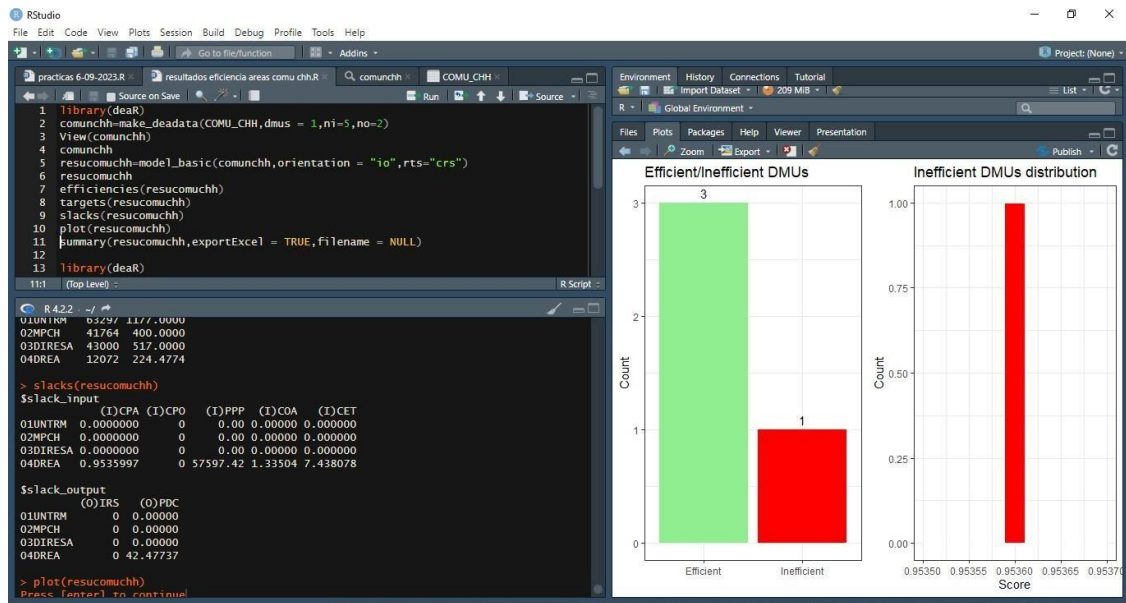 RStudio
File Edit Code View Plots Session Build Debug Profile Tools Help
Go to file/function Addins Project: (None)
practicas 6-09-2023.R resultados eficiencia areas comu chh.R comunchh COMU_CHH
Source on Save Run Source
1 library(deaR)
2 comunchh=make_deadata(COMU_CHH,dmus = 1,ni=5,no=2)
3 View(comunchh)
4 comunchh
5 resucomuchh=model_basic(comunchh,orientation = "io",rts="crs")
6 resucomuchh
7 efficiencies(resucomuchh)
8 targets(resucomuchh)
9 slacks(resucomuchh)
10 plot(resucomuchh)
11 summary(resucomuchh,exportExcel = TRUE,filename = NULL)
12
13 library(deaR)
11:1 (Top Level) R Script
R 4.2.2 · ~/
01UNTRM 63297 1177.0000
02MPCH 41764 400.0000
03DIRESA 43000 517.0000
04DREA 12072 224.4774
> slacks(resucomuchh)
$slack_input
(I)CPA (I)CPO (I)PPP (I)COA (I)CET
01UNTRM 0.0000000 0 0.00 0.00000 0.000000
02MPCH 0.0000000 0 0.00 0.00000 0.000000
03DIRESA 0.0000000 0 0.00 0.00000 0.000000
04DREA 0.9535997 0 57597.42 1.33504 7.438078
$slack_output
(O)IRS (O)PDC
01UNTRM 0 0.00000
02MPCH 0 0.00000
03DIRESA 0 0.00000
04DREA 0 42.47737
> plot(resucomuchh)
Press [enter] to continue
Environment History Connections Tutorial
Import Dataset 209 MiB List
R Global Environment
Files Plots Packages Help Viewer Presentation
Zoom Export Publish
Efficient/Inefficient DMUs
3
3
2
1
1
0
Count
Efficient Inefficient
Inefficient DMUs distribution
1.00
0.75
0.50
0.25
0.00
Count
0.95350 0.95355 0.95360 0.95365 0.95370
Score